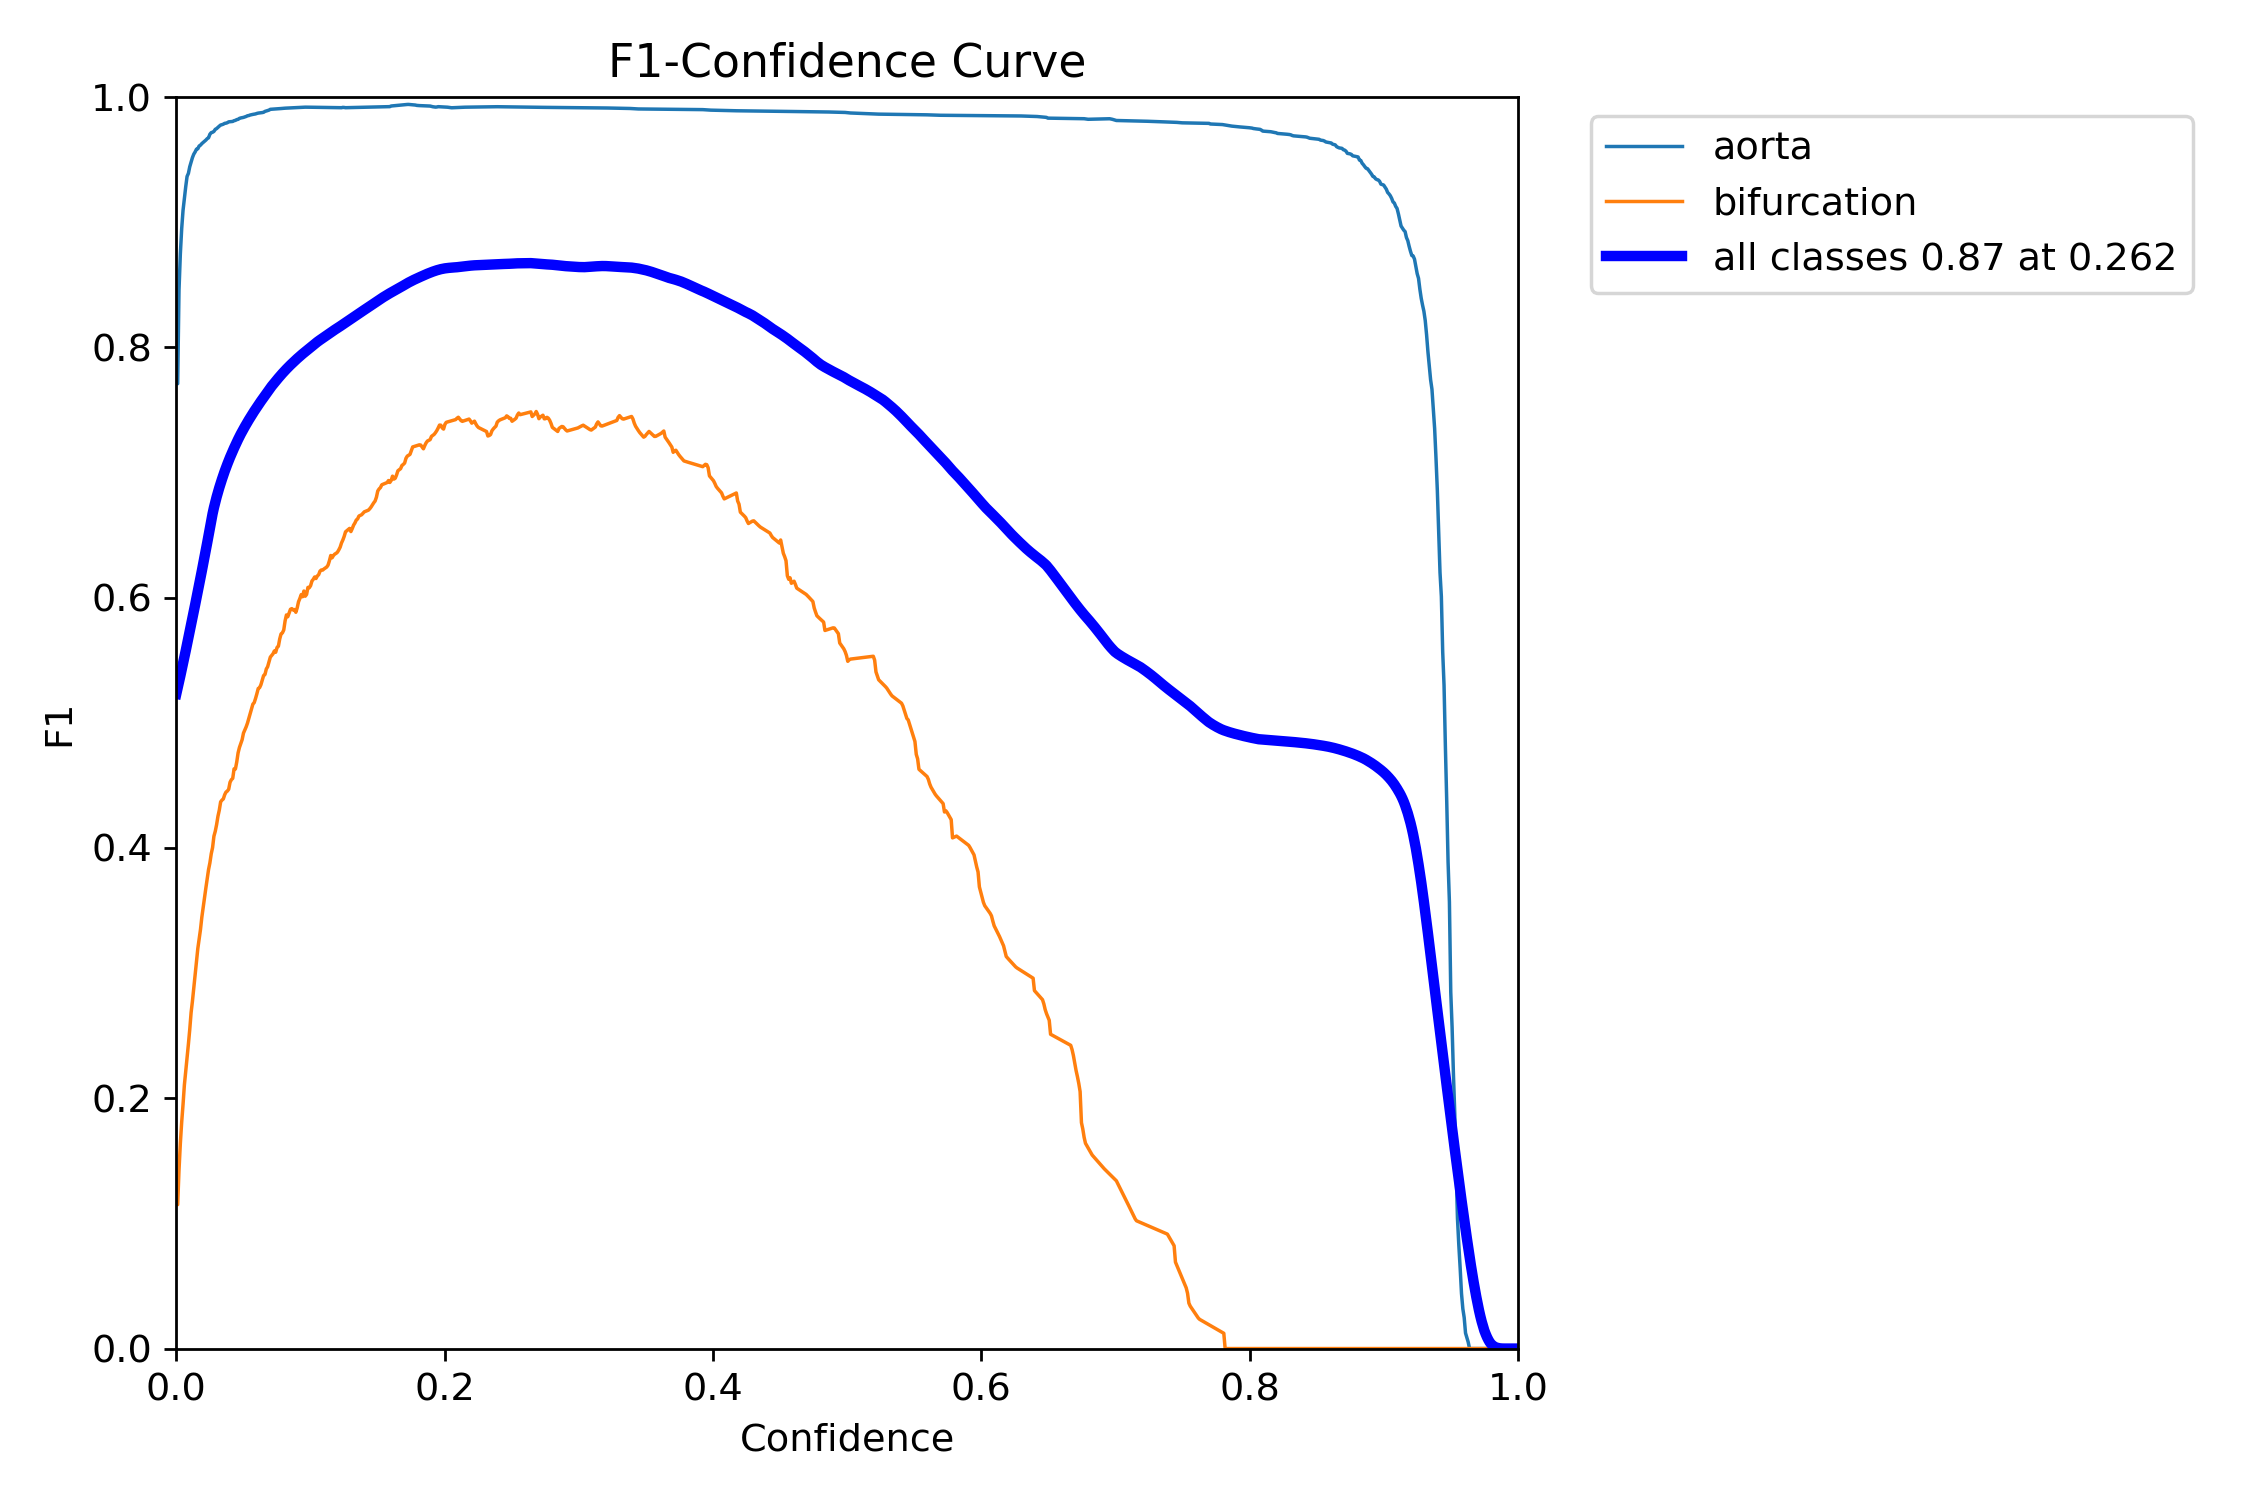 F1-Confidence Curve
1.0
0.8
0.6
0.4
0.2
0.0
F1
0.0 0.2 0.4 0.6 0.8 1.0
Confidence
aorta
bifurcation
all classes 0.87 at 0.262